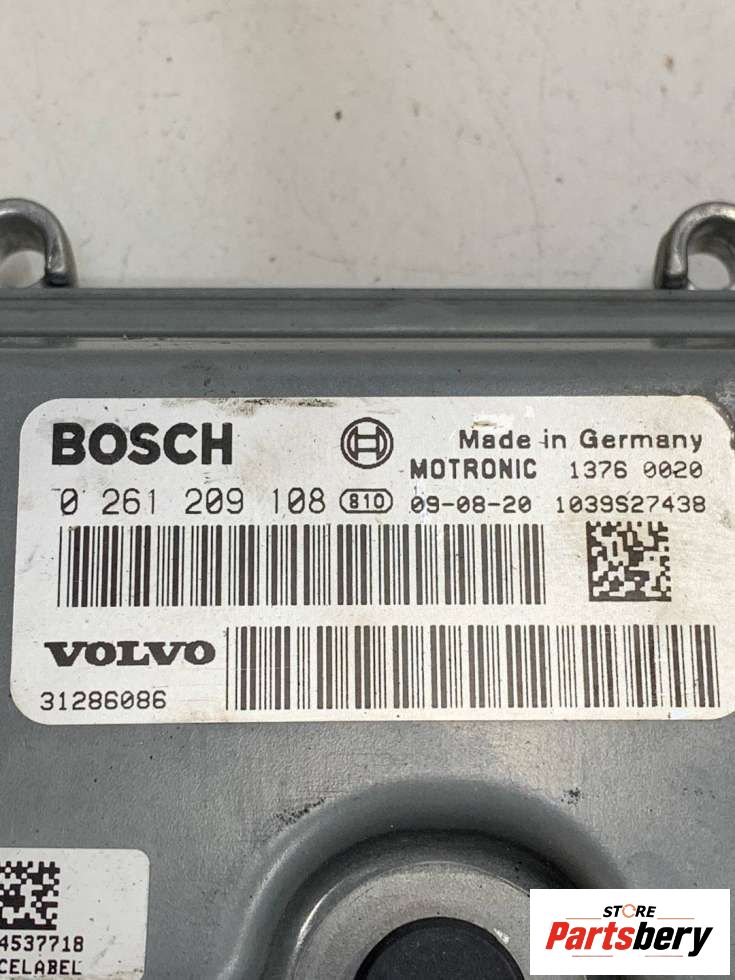 BOSCH
Made in Germany
MOTRONIC 1376 0020
0 261 209 108 810 09-08-20 1039S27438
VOLVO
31286086
4537718
CELABEL
STORE
Partsbery